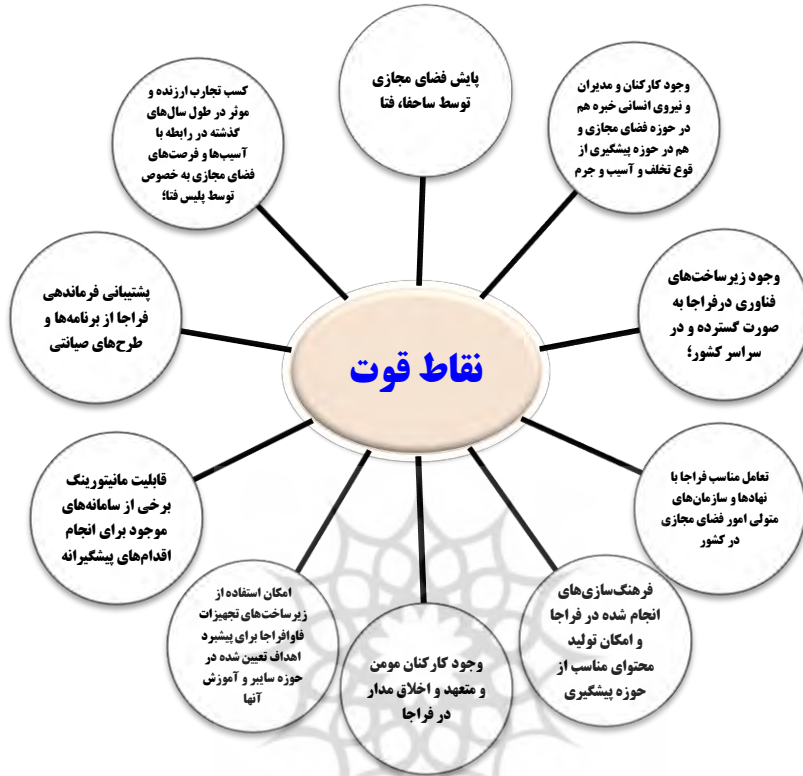 نقاط قوت
پایش فضای مجازی
توسط ساحفا، فتا
وجود کارکنان و مدیران
و نیروی انسانی خبره هم
در حوزه فضای مجازی و
هم در حوزه پیشگیری از
قوع تخلف و آسیب و جرم
وجود زیرساخت‌های
فناوری درفراجا به
صورت گسترده و در
سراسر کشور؛
تعامل مناسب فراجا با
نهادها و سازمان‌های
متولی امور فضای مجازی
در کشور
فرهنگ‌سازی‌های
انجام شده در فراجا
و امکان تولید
محتوای مناسب از
حوزه پیشگیری
وجود کارکنان مومن
و متعهد و اخلاق مدار
در فراجا
امکان استفاده از
زیرساخت‌های تجهیزات
فاوافراجا برای پیشبرد
اهداف تعیین شده در
حوزه سایبر و آموزش
آنها
قابلیت مانیتورینگ
برخی از سامانه‌های
موجود برای انجام
اقدام‌های پیشگیرانه
پشتیبانی فرماندهی
فراجا از برنامه‌ها و
طرح‌های صیانتی
کسب تجارب ارزنده و
موثر در طول سال‌های
گذشته در رابطه با
آسیب‌ها و فرصت‌های
فضای مجازی به خصوص
توسط پلیس فتا؛